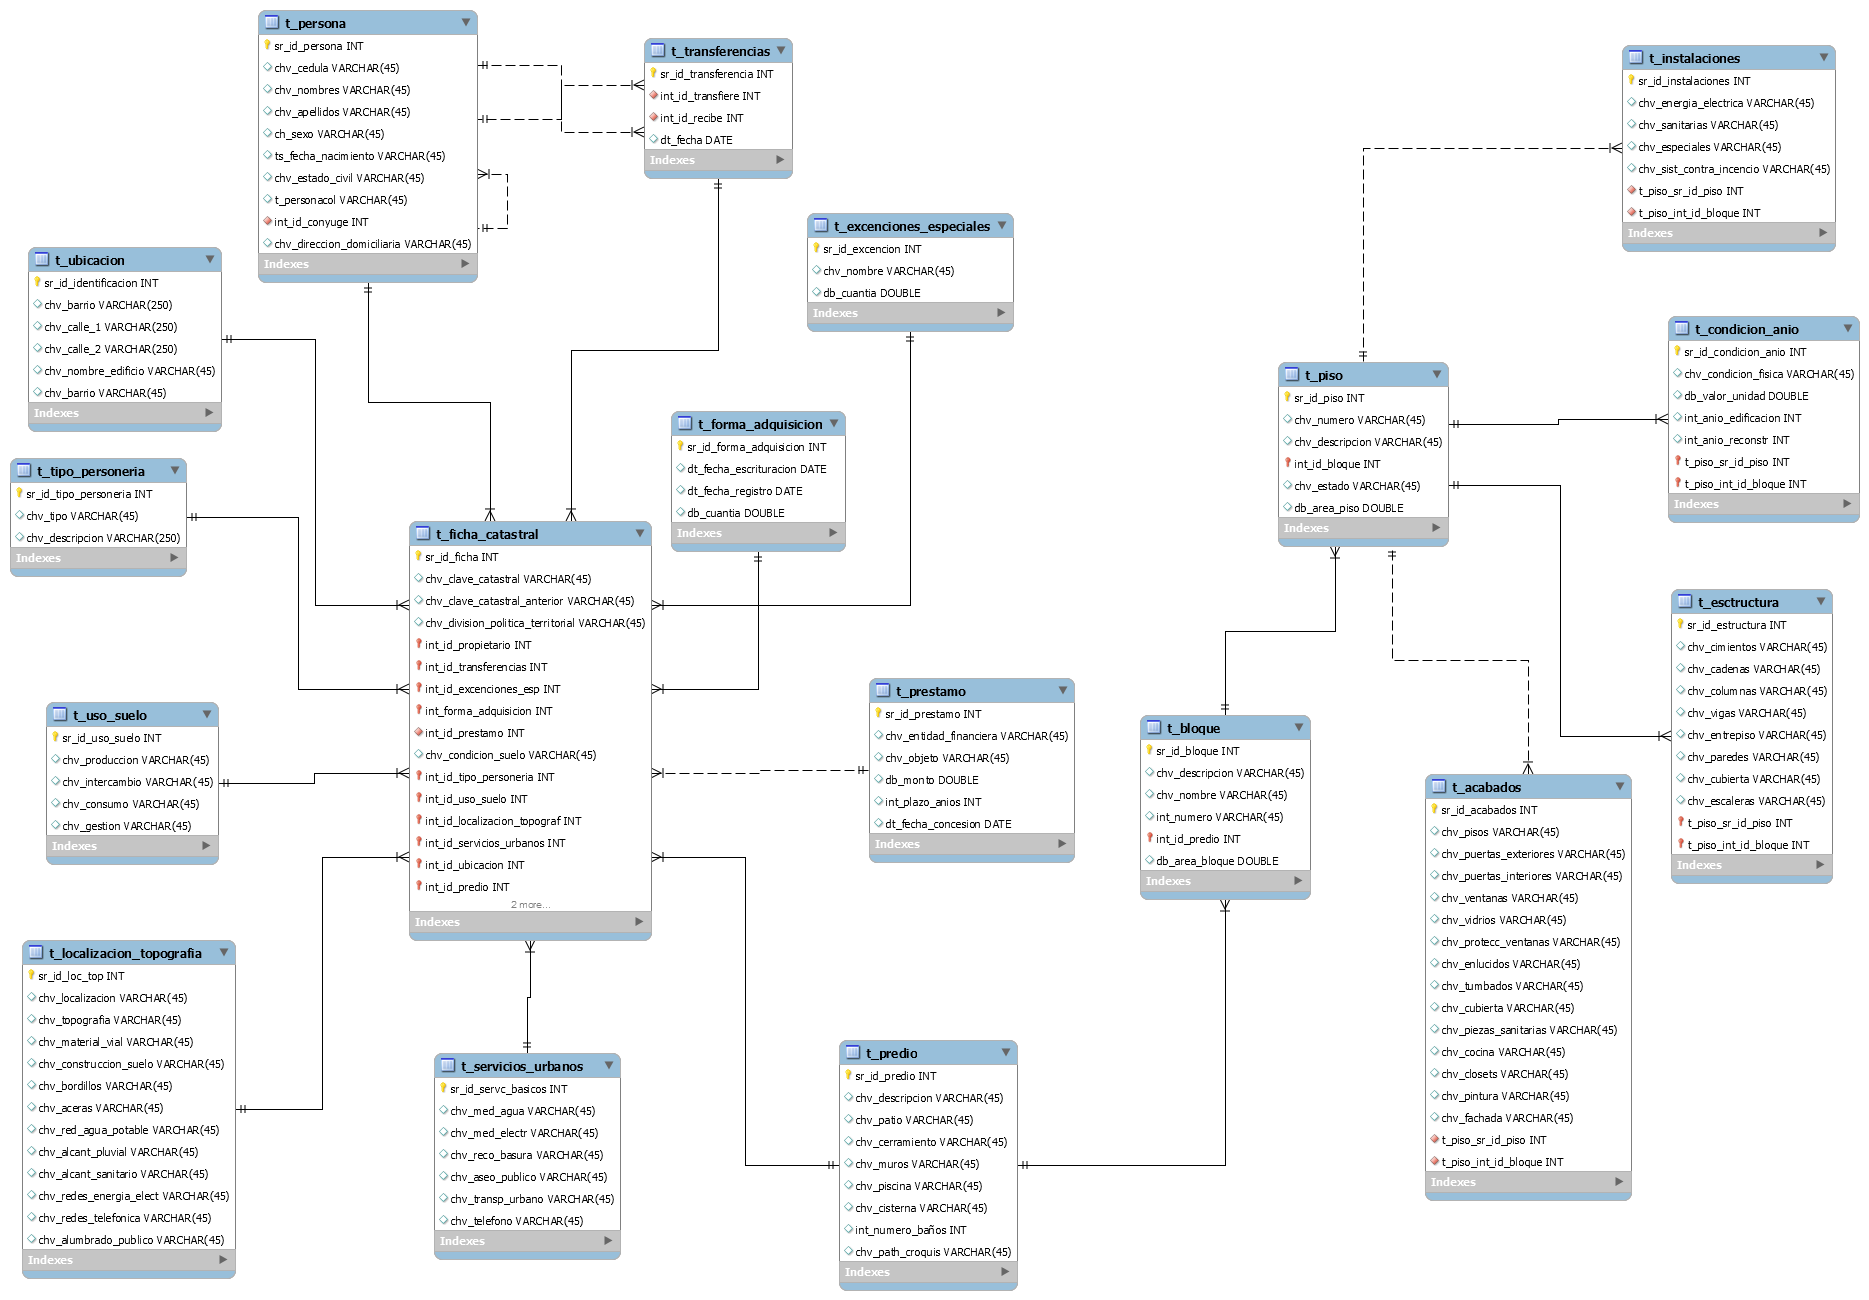 t_persona
sr_id_persona INT
chv_cedula VARCHAR(45)
chv_nombres VARCHAR(45)
chv_apellidos VARCHAR(45)
ch_sexo VARCHAR(45)
ts_fecha_nacimiento VARCHAR(45)
chv_estado_civil VARCHAR(45)
t_personacol VARCHAR(45)
int_id_conyuge INT
chv_direccion_domiciliaria VARCHAR(45)
Indexes
t_transferencias
sr_id_transferencia INT
int_id_transfiere INT
int_id_recibe INT
dt_fecha DATE
Indexes
t_instalaciones
sr_id_instalaciones INT
chv_energia_electrica VARCHAR(45)
chv_sanitarias VARCHAR(45)
chv_especiales VARCHAR(45)
chv_sist_contra_incencio VARCHAR(45)
t_piso_sr_id_piso INT
t_piso_int_id_bloque INT
Indexes
t_excenciones_especiales
sr_id_excencion INT
chv_nombre VARCHAR(45)
db_cuantia DOUBLE
Indexes
t_ubicacion
sr_id_identificacion INT
chv_barrio VARCHAR(250)
chv_calle_1 VARCHAR(250)
chv_calle_2 VARCHAR(250)
chv_nombre_edificio VARCHAR(45)
chv_barrio VARCHAR(45)
Indexes
t_condicion_anio
sr_id_condicion_anio INT
chv_condicion_fisica VARCHAR(45)
db_valor_unidad DOUBLE
int_anio_edificacion INT
int_anio_reconstr INT
t_piso_sr_id_piso INT
t_piso_int_id_bloque INT
Indexes
t_piso
sr_id_piso INT
chv_numero VARCHAR(45)
chv_descripcion VARCHAR(45)
int_id_bloque INT
chv_estado VARCHAR(45)
db_area_piso DOUBLE
Indexes
t_forma_adquisicion
sr_id_forma_adquisicion INT
dt_fecha_escrituracion DATE
dt_fecha_registro DATE
db_cuantia DOUBLE
Indexes
t_tipo_personeria
sr_id_tipo_personeria INT
chv_tipo VARCHAR(45)
chv_descripcion VARCHAR(250)
Indexes
t_ficha_catastral
sr_id_ficha INT
chv_clave_catastral VARCHAR(45)
chv_clave_catastral_anterior VARCHAR(45)
chv_division_politica_territorial VARCHAR(45)
int_id_propietario INT
int_id_transferencias INT
int_id_excenciones_esp INT
int_forma_adquisicion INT
int_id_prestamo INT
chv_condicion_suelo VARCHAR(45)
int_id_tipo_personeria INT
int_id_uso_suelo INT
int_id_localizacion_topograf INT
int_id_servicios_urbanos INT
int_id_ubicacion INT
int_id_predio INT
2 more...
Indexes
t_esctructura
sr_id_estructura INT
chv_cimientos VARCHAR(45)
chv_cadenas VARCHAR(45)
chv_columnas VARCHAR(45)
chv_vigas VARCHAR(45)
chv_entrepiso VARCHAR(45)
chv_paredes VARCHAR(45)
chv_cubierta VARCHAR(45)
chv_escaleras VARCHAR(45)
t_piso_sr_id_piso INT
t_piso_int_id_bloque INT
Indexes
t_prestamo
sr_id_prestamo INT
chv_entidad_financiera VARCHAR(45)
chv_objeto VARCHAR(45)
db_monto DOUBLE
int_plazo_anios INT
dt_fecha_concesion DATE
Indexes
t_uso_suelo
sr_id_uso_suelo INT
chv_produccion VARCHAR(45)
chv_intercambio VARCHAR(45)
chv_consumo VARCHAR(45)
chv_gestion VARCHAR(45)
Indexes
t_bloque
sr_id_bloque INT
chv_descripcion VARCHAR(45)
chv_nombre VARCHAR(45)
int_numero VARCHAR(45)
int_id_predio INT
db_area_bloque DOUBLE
Indexes
t_acabados
sr_id_acabados INT
chv_pisos VARCHAR(45)
chv_puertas_exteriores VARCHAR(45)
chv_puertas_interiores VARCHAR(45)
chv_ventanas VARCHAR(45)
chv_vidrios VARCHAR(45)
chv_protecc_ventanas VARCHAR(45)
chv_enlucidos VARCHAR(45)
chv_tumbados VARCHAR(45)
chv_cubierta VARCHAR(45)
chv_piezas_sanitarias VARCHAR(45)
chv_cocina VARCHAR(45)
chv_closets VARCHAR(45)
chv_pintura VARCHAR(45)
chv_fachada VARCHAR(45)
t_piso_sr_id_piso INT
t_piso_int_id_bloque INT
Indexes
t_localizacion_topografia
sr_id_loc_top INT
chv_localizacion VARCHAR(45)
chv_topografia VARCHAR(45)
chv_material_vial VARCHAR(45)
chv_construccion_suelo VARCHAR(45)
chv_bordillos VARCHAR(45)
chv_aceras VARCHAR(45)
chv_red_agua_potable VARCHAR(45)
chv_alcant_pluvial VARCHAR(45)
chv_alcant_sanitario VARCHAR(45)
chv_redes_energia_elect VARCHAR(45)
chv_redes_telefonica VARCHAR(45)
chv_alumbrado_publico VARCHAR(45)
Indexes
t_servicios_urbanos
sr_id_servc_basicos INT
chv_med_agua VARCHAR(45)
chv_med_electr VARCHAR(45)
chv_reco_basura VARCHAR(45)
chv_aseo_publico VARCHAR(45)
chv_transp_urbano VARCHAR(45)
chv_telefono VARCHAR(45)
Indexes
t_predio
sr_id_predio INT
chv_descripcion VARCHAR(45)
chv_patio VARCHAR(45)
chv_cerramiento VARCHAR(45)
chv_muros VARCHAR(45)
chv_piscina VARCHAR(45)
chv_cisterna VARCHAR(45)
int_numero_baños INT
chv_path_croquis VARCHAR(45)
Indexes